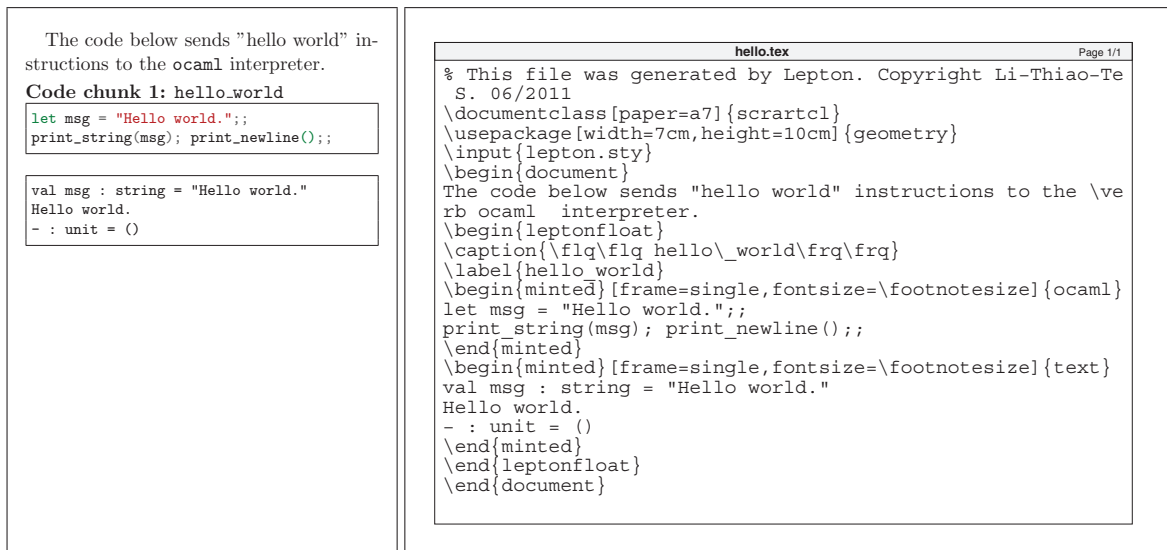 The code below sends ”hello world” in-
structions to the ocaml interpreter.
Code chunk 1: hello_world
let msg = "Hello world.";;
print_string(msg); print_newline();;
val msg : string = "Hello world."
Hello world.
- : unit = ()
hello.tex Page 1/1
% This file was generated by Lepton. Copyright Li-Thiao-Te
 S. 06/2011
\documentclass[paper=a7]{scrartcl}
\usepackage[width=7cm,height=10cm]{geometry}
\input{lepton.sty}
\begin{document}
The code below sends "hello world" instructions to the \ve
rb ocaml  interpreter.
\begin{leptonfloat}
\caption{\flq\flq hello\_world\frq\frq}
\label{hello_world}
\begin{minted}[frame=single,fontsize=\footnotesize]{ocaml}
let msg = "Hello world.";;
print_string(msg); print_newline();;
\end{minted}
\begin{minted}[frame=single,fontsize=\footnotesize]{text}
val msg : string = "Hello world."
Hello world.
- : unit = ()
\end{minted}
\end{leptonfloat}
\end{document}